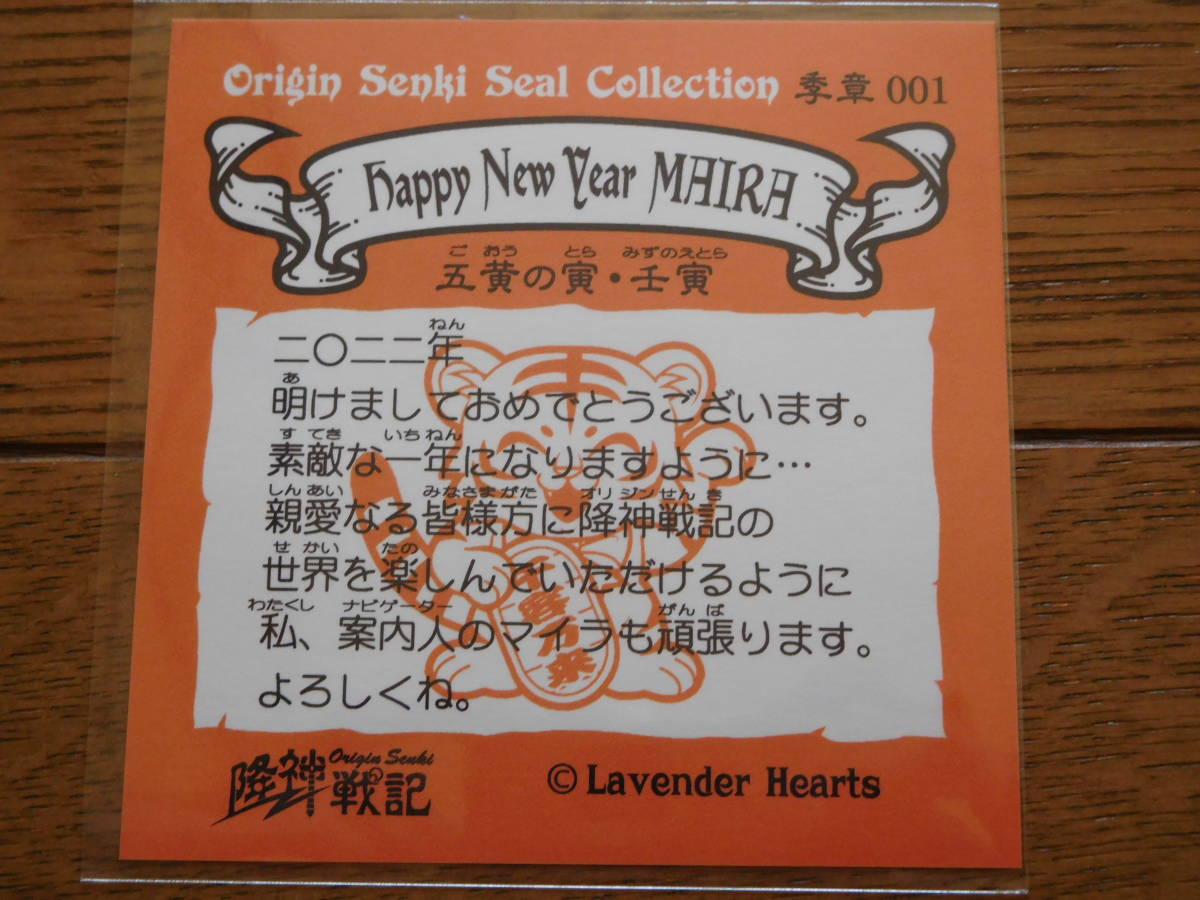 Origin Senki Seal Collection 季章 001
Happy New Year MAIRA
ご おう とら みずのえとら
五黄の寅・壬寅
ねん
二〇二二年
あ
明けましておめでとうございます。
すてき いちねん
素敵な一年になりますように…
しんあい みなさまがた オリジンせんき
親愛なる皆様方に降神戦記の
せかい たの
世界を楽しんでいただけるように
わたくし ナビゲーター がんば
私、案内人のマイラも頑張ります。
よろしくね。
Origin Senki
降神戦記
© Lavender Hearts